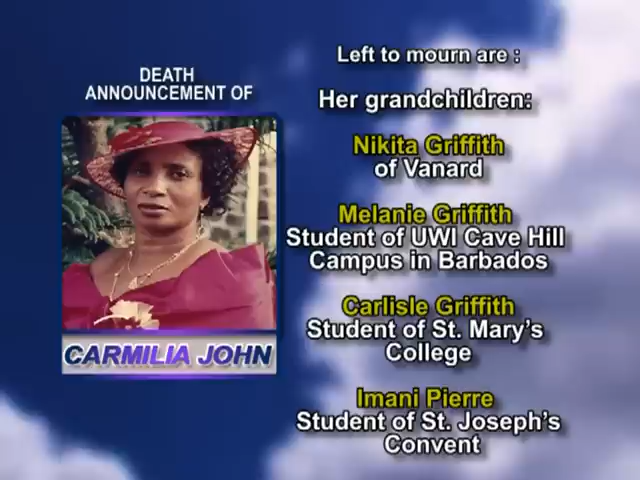 DEATH
ANNOUNCEMENT OF
CARMILIA JOHN
Left to mourn are :
Her grandchildren:
Nikita Griffith
of Vanard
Melanie Griffith
Student of UWI Cave Hill
Campus in Barbados
Carlisle Griffith
Student of St. Mary's
College
Imani Pierre
Student of St. Joseph's
Convent